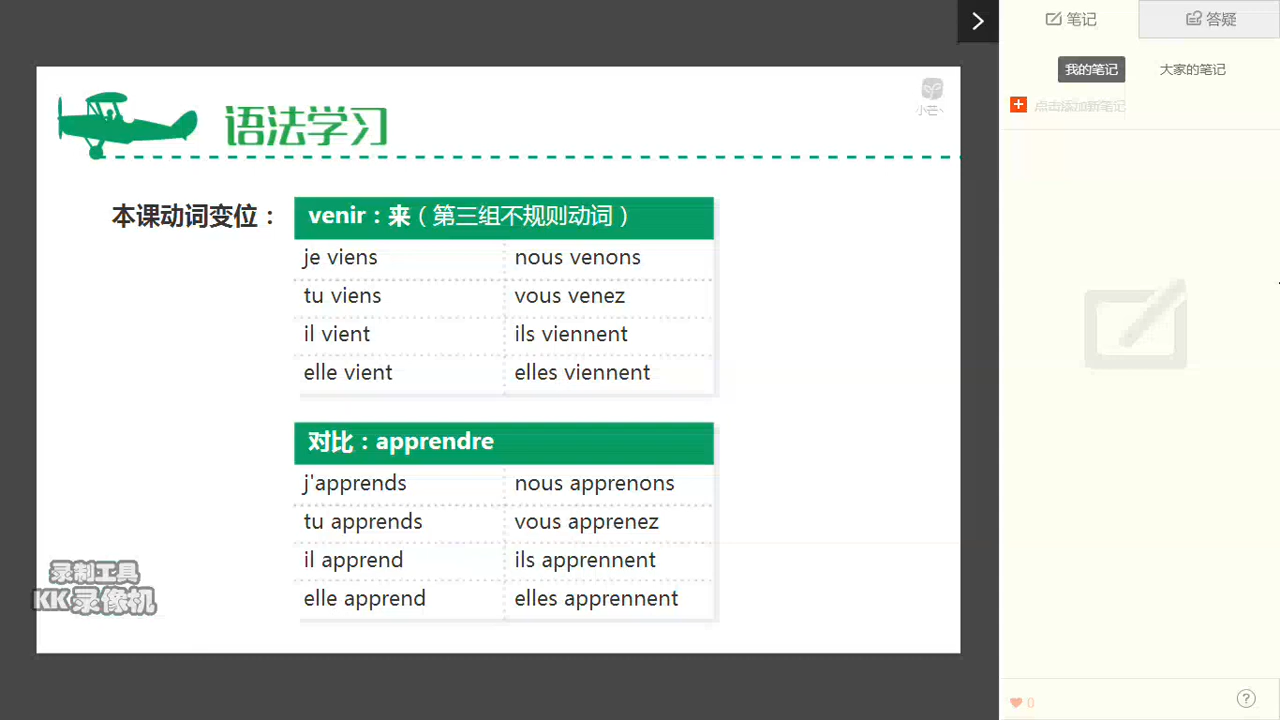 笔记
答疑
我的笔记
大家的笔记
点击添加新笔记
语法学习
本课动词变位：
venir：来（第三组不规则动词）
je viens
nous venons
tu viens
vous venez
il vient
ils viennent
elle vient
elles viennent
对比：apprendre
j'apprends
nous apprenons
tu apprends
vous apprenez
il apprend
ils apprennent
elle apprend
elles apprennent
录制工具
KK录像机
0
?